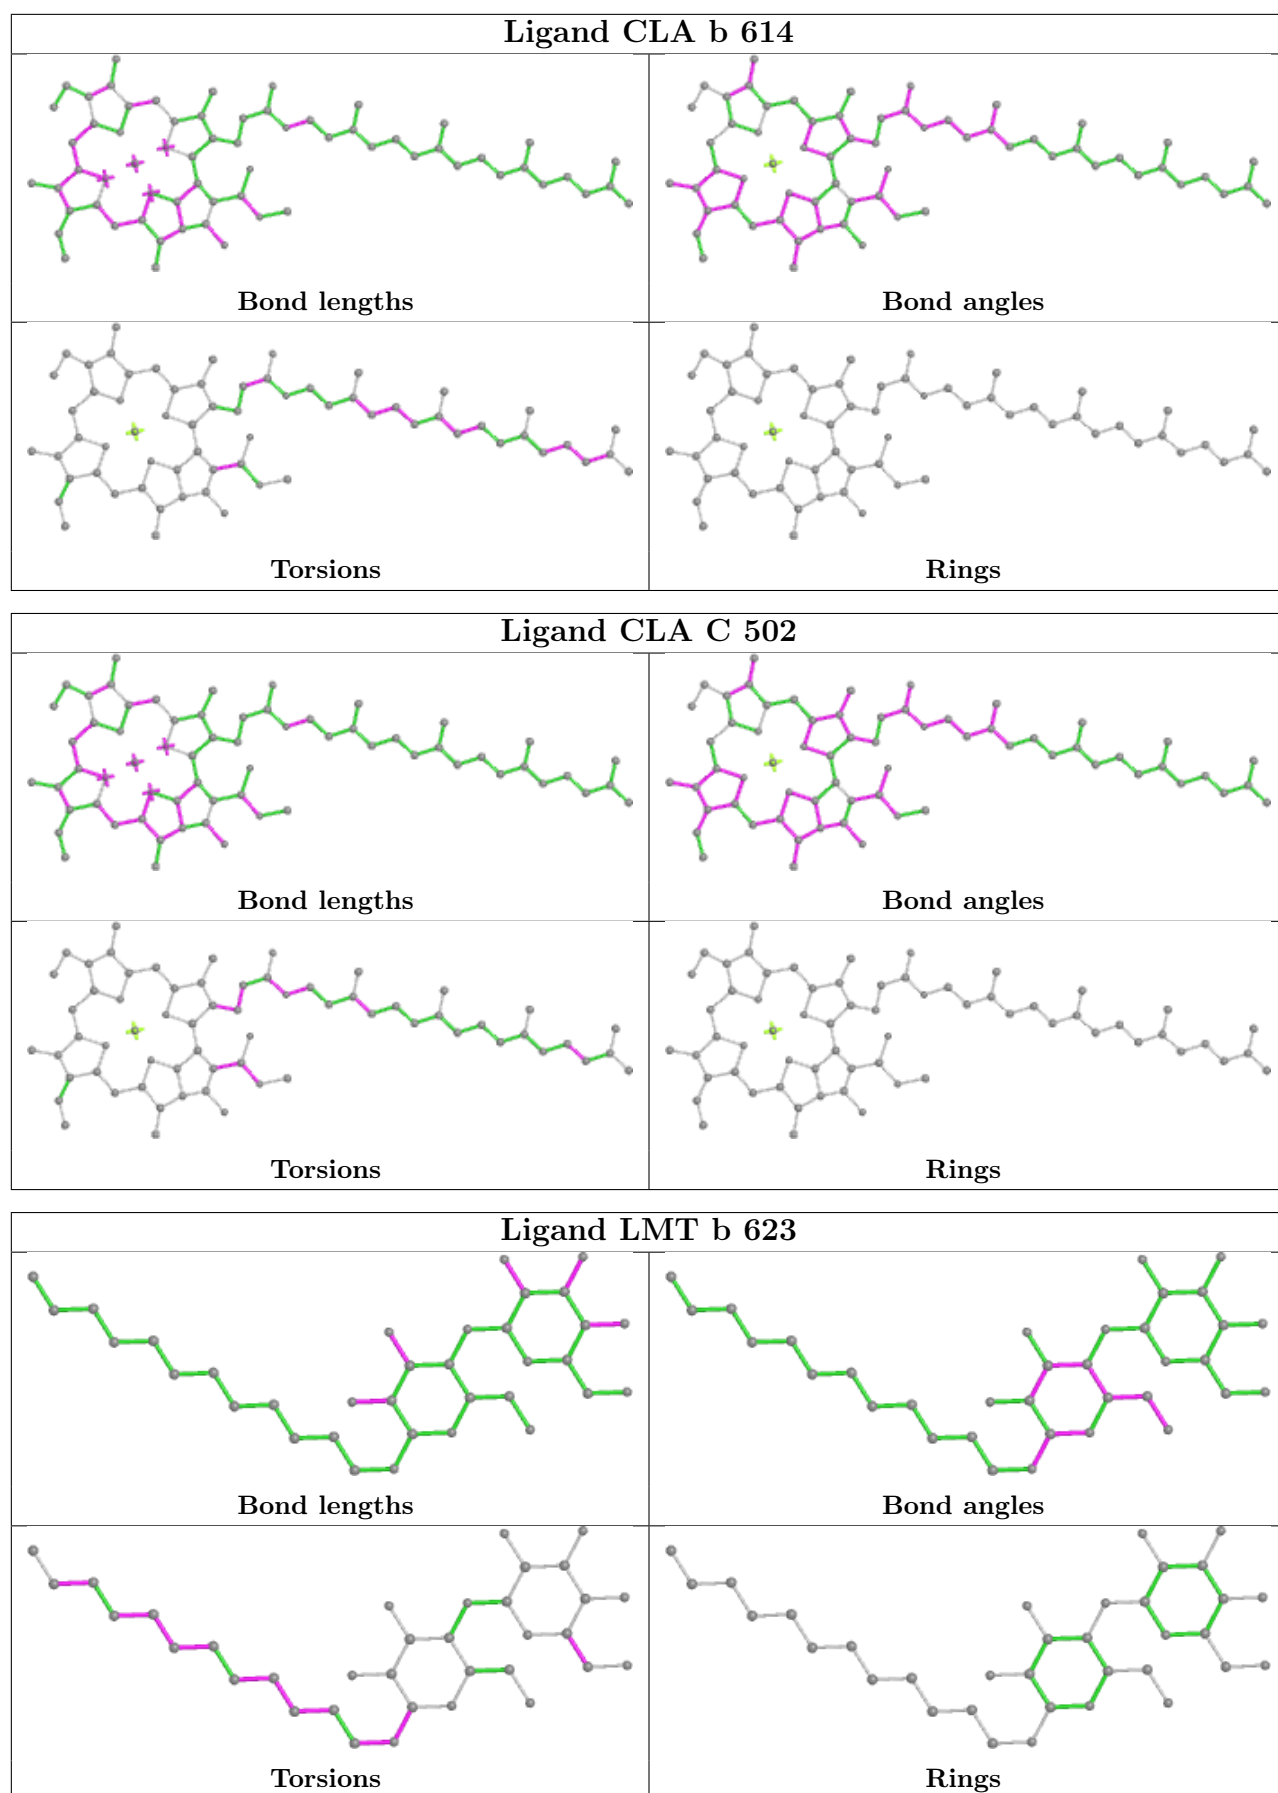 Ligand CLA b 614
Bond lengths
Bond angles
Torsions
Rings
Ligand CLA C 502
Bond lengths
Bond angles
Torsions
Rings
Ligand LMT b 623
Bond lengths
Bond angles
Torsions
Rings